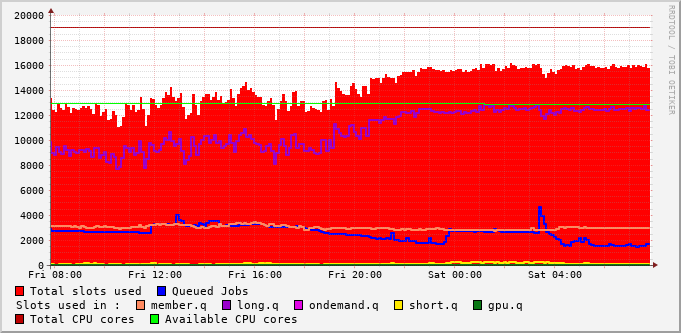 20000
18000
16000
14000
12000
10000
8000
6000
4000
2000
0
Fri 08:00 Fri 12:00 Fri 16:00 Fri 20:00 Sat 00:00 Sat 04:00
Total slots used Queued Jobs
Slots used in : member.q long.q ondemand.q short.q gpu.q
Total CPU cores Available CPU cores
RRDTOOL / TOBI OETIKER